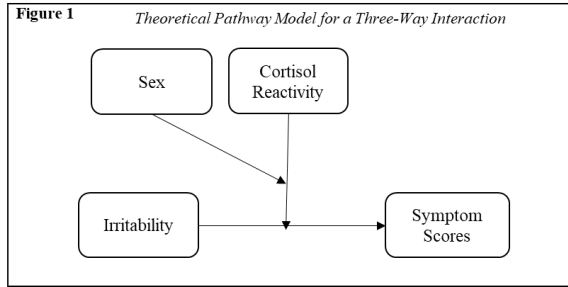 Figure 1
Theoretical Pathway Model for a Three-Way Interaction
Sex
Cortisol
Reactivity
Irritability
Symptom
Scores